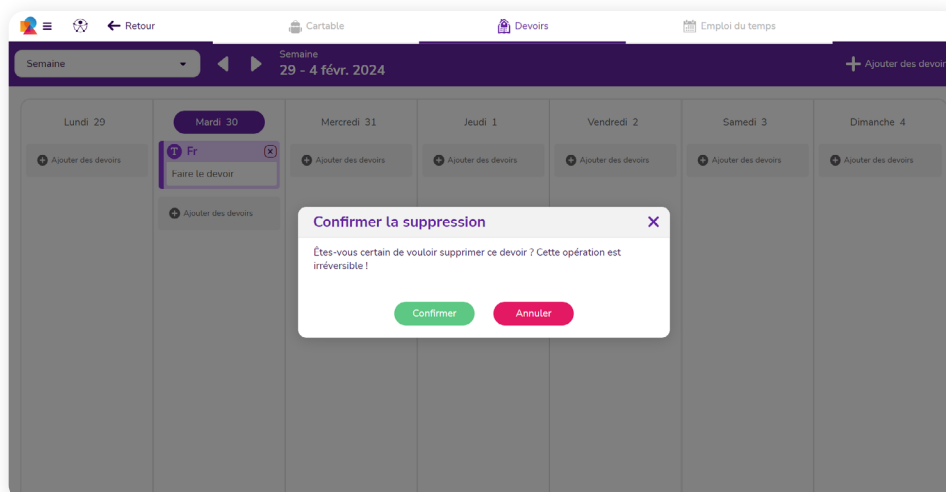 Retour
Cartable
Devoirs
Emploi du temps
Semaine
Semaine
29 - 4 févr. 2024
Ajouter des devoir
Lundi 29
Mardi 30
Mercredi 31
Jeudi 1
Vendredi 2
Samedi 3
Dimanche 4
Ajouter des devoirs
T Fr
Faire le devoir
Ajouter des devoirs
Ajouter des devoirs
Ajouter des devoirs
Ajouter des devoirs
Ajouter des devoirs
Ajouter des devoirs
Confirmer la suppression
Êtes-vous certain de vouloir supprimer ce devoir ? Cette opération est
irréversible !
Confirmer
Annuler